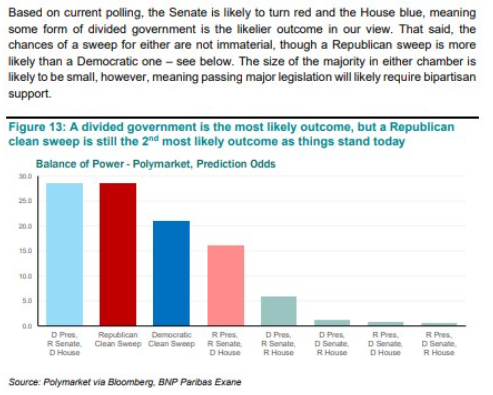 Based on current polling, the Senate is likely to turn red and the House blue, meaning
some form of divided government is the likelier outcome in our view. That said, the
chances of a sweep for either are not immaterial, though a Republican sweep is more
likely than a Democratic one – see below. The size of the majority in either chamber is
likely to be small, however, meaning passing major legislation will likely require bipartisan
support.
Figure 13: A divided government is the most likely outcome, but a Republican
clean sweep is still the 2nd most likely outcome as things stand today
Balance of Power - Polymarket, Prediction Odds
30.0
25.0
20.0
15.0
10.0
5.0
0.0
D Pres, Republican Democratic R Pres, D Pres, D Pres, R Pres, R Pres,
R Senate, Clean Sweep Clean Sweep R Senate, R Senate, D Senate, D Senate, D Senate,
D House D House R House R House D House R House
Source: Polymarket via Bloomberg, BNP Paribas Exane